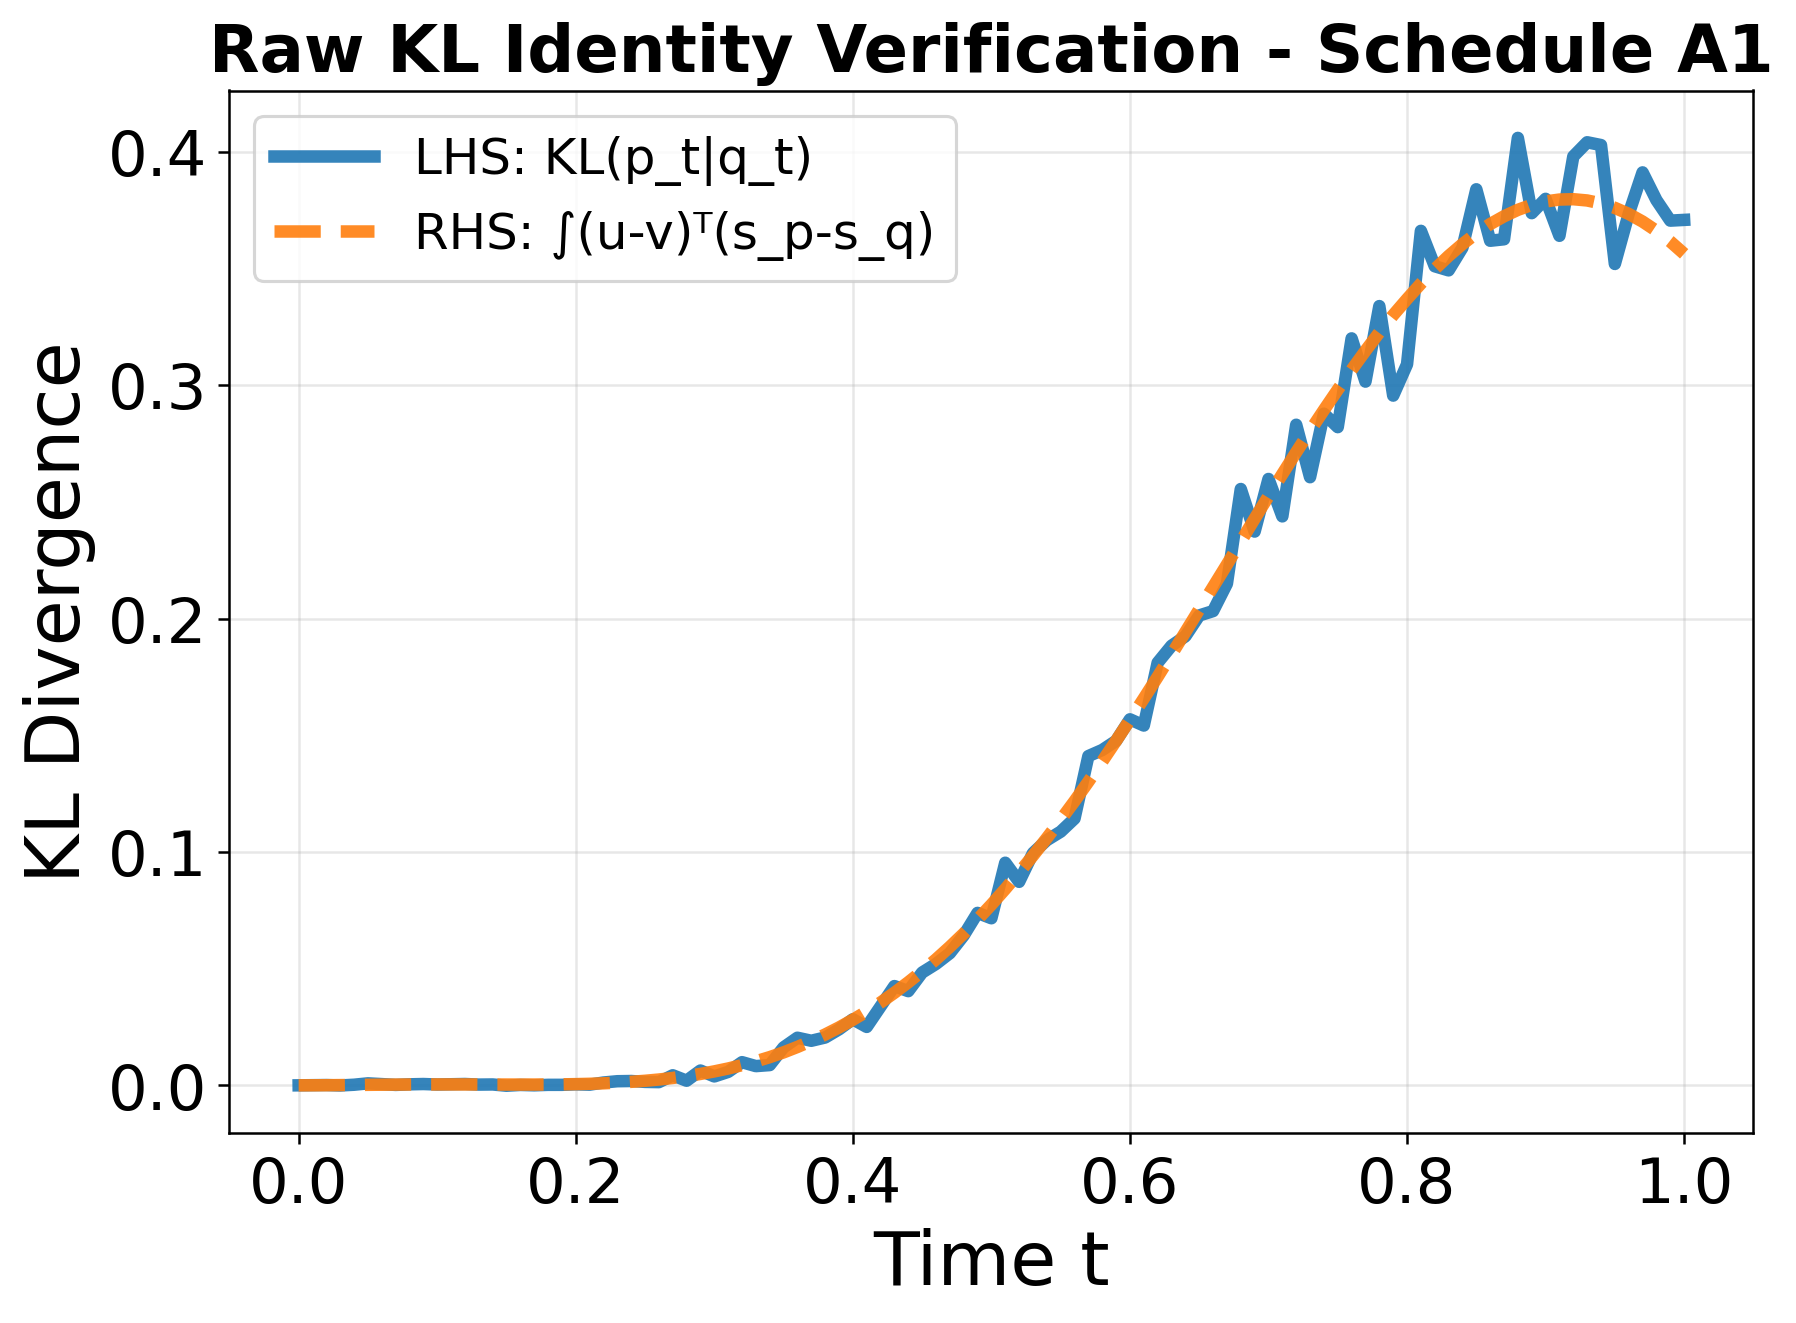 Raw KL Identity Verification - Schedule A1
LHS: KL(p_t|q_t)
RHS: ∫(u-v)ᵀ(s_p-s_q)
KL Divergence
0.4
0.3
0.2
0.1
0.0
0.0 0.2 0.4 0.6 0.8 1.0
Time t